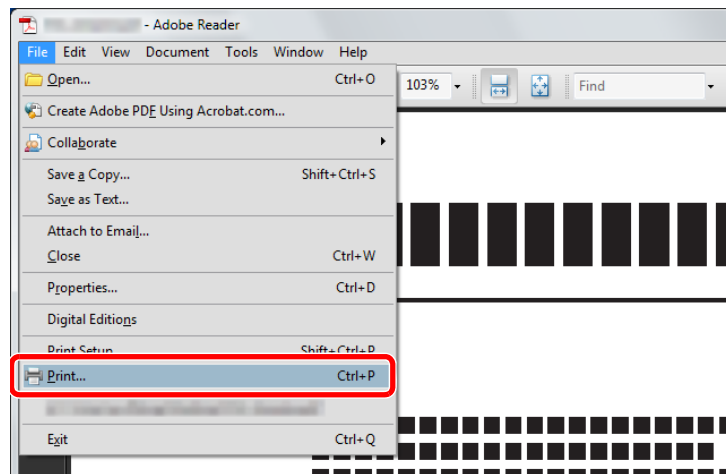 - Adobe Reader
File Edit View Document Tools Window Help
Open... Ctrl+O
103% Find
Create Adobe PDF Using Acrobat.com...
Collaborate
Save a Copy... Shift+Ctrl+S
Save as Text...
Attach to Email...
Close Ctrl+W
Properties... Ctrl+D
Digital Editions
Print Setup... Shift+Ctrl+P
Print... Ctrl+P
Exit Ctrl+Q